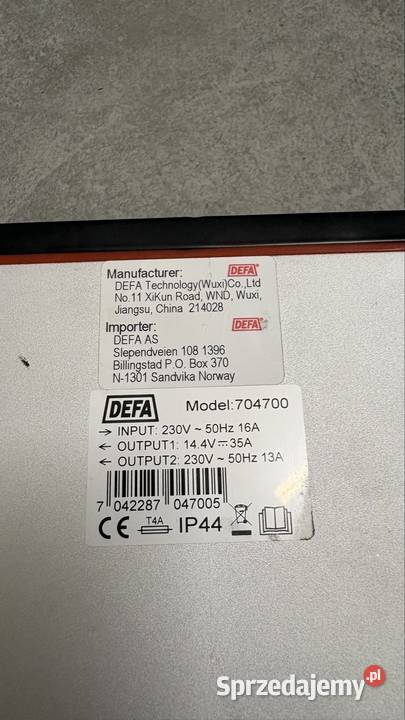 Manufacturer: DEFA
DEFA Technology(Wuxi)Co.,Ltd
No.11 XiKun Road, WND, Wuxi,
Jiangsu, China 214028
Importer: DEFA
DEFA AS
Slependveien 108 1396
Billingstad P.O. Box 370
N-1301 Sandvika Norway
DEFA Model:704700
→ INPUT: 230V ~ 50Hz 16A
← OUTPUT1: 14.4V⎓35A
← OUTPUT2: 230V ~ 50Hz 13A
7 042287 047005
CE T4A IP44
Sprzedajemy.pl